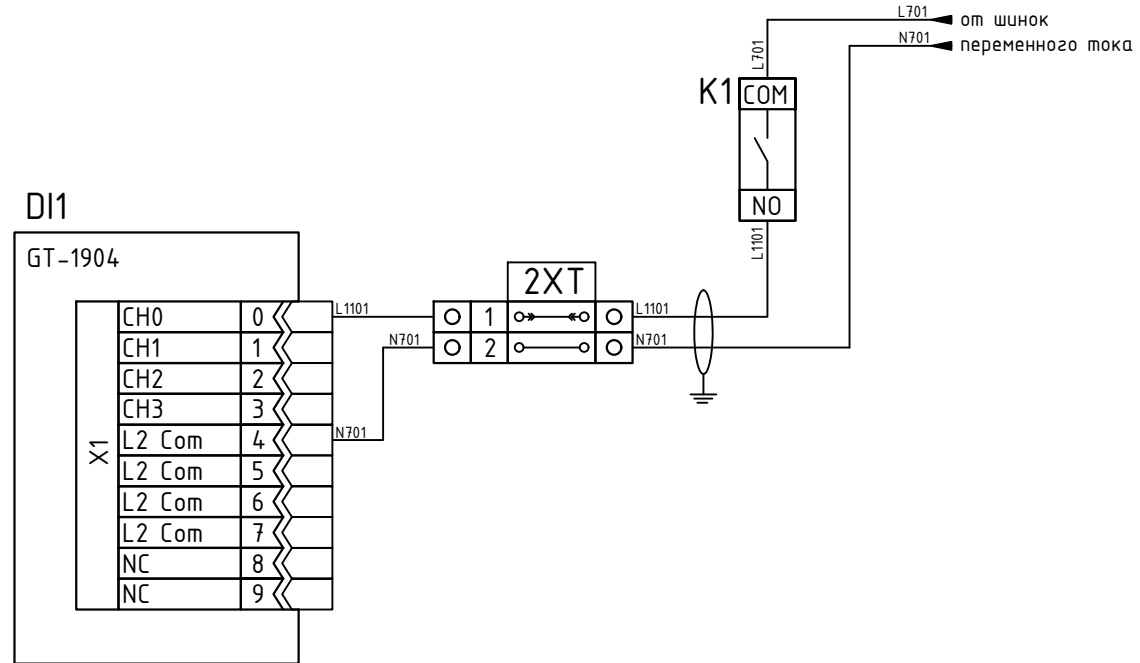 L701 от шинок
N701 переменного тока
L701
K1 COM
NO
L1101
DI1
GT-1904
2XT
X1
CH0 0 L1101 1 L1101
CH1 1 N701 2 N701
CH2 2
CH3 3
L2 Com 4 N701
L2 Com 5
L2 Com 6
L2 Com 7
NC 8
NC 9